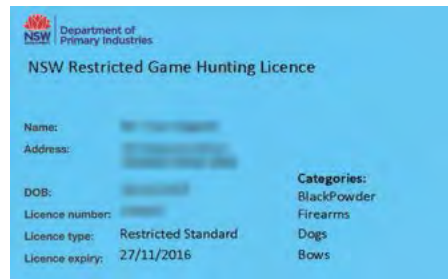 NSW
Department of
Primary Industries
NSW Restricted Game Hunting Licence
Name:
Address:
DOB:
Licence number:
Licence type: Restricted Standard
Licence expiry: 27/11/2016
Categories:
BlackPowder
Firearms
Dogs
Bows